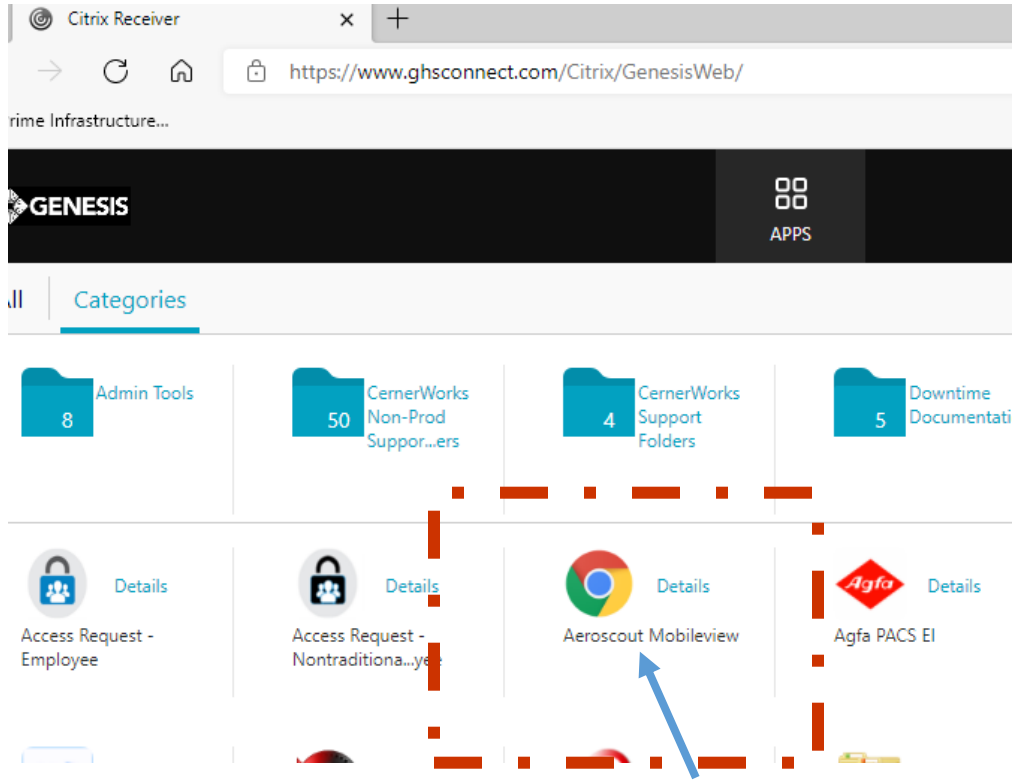 Citrix Receiver
https://www.ghsconnect.com/Citrix/GenesisWeb/
rime Infrastructure...
GENESIS
APPS
All Categories
8 Admin Tools
50 CernerWorks
Non-Prod
Suppor...ers
4 CernerWorks
Support
Folders
5 Downtime
Documentati
Details
Access Request -
Employee
Details
Access Request -
Nontraditiona...yee
Details
Aeroscout Mobileview
Agfa
Details
Agfa PACS EI